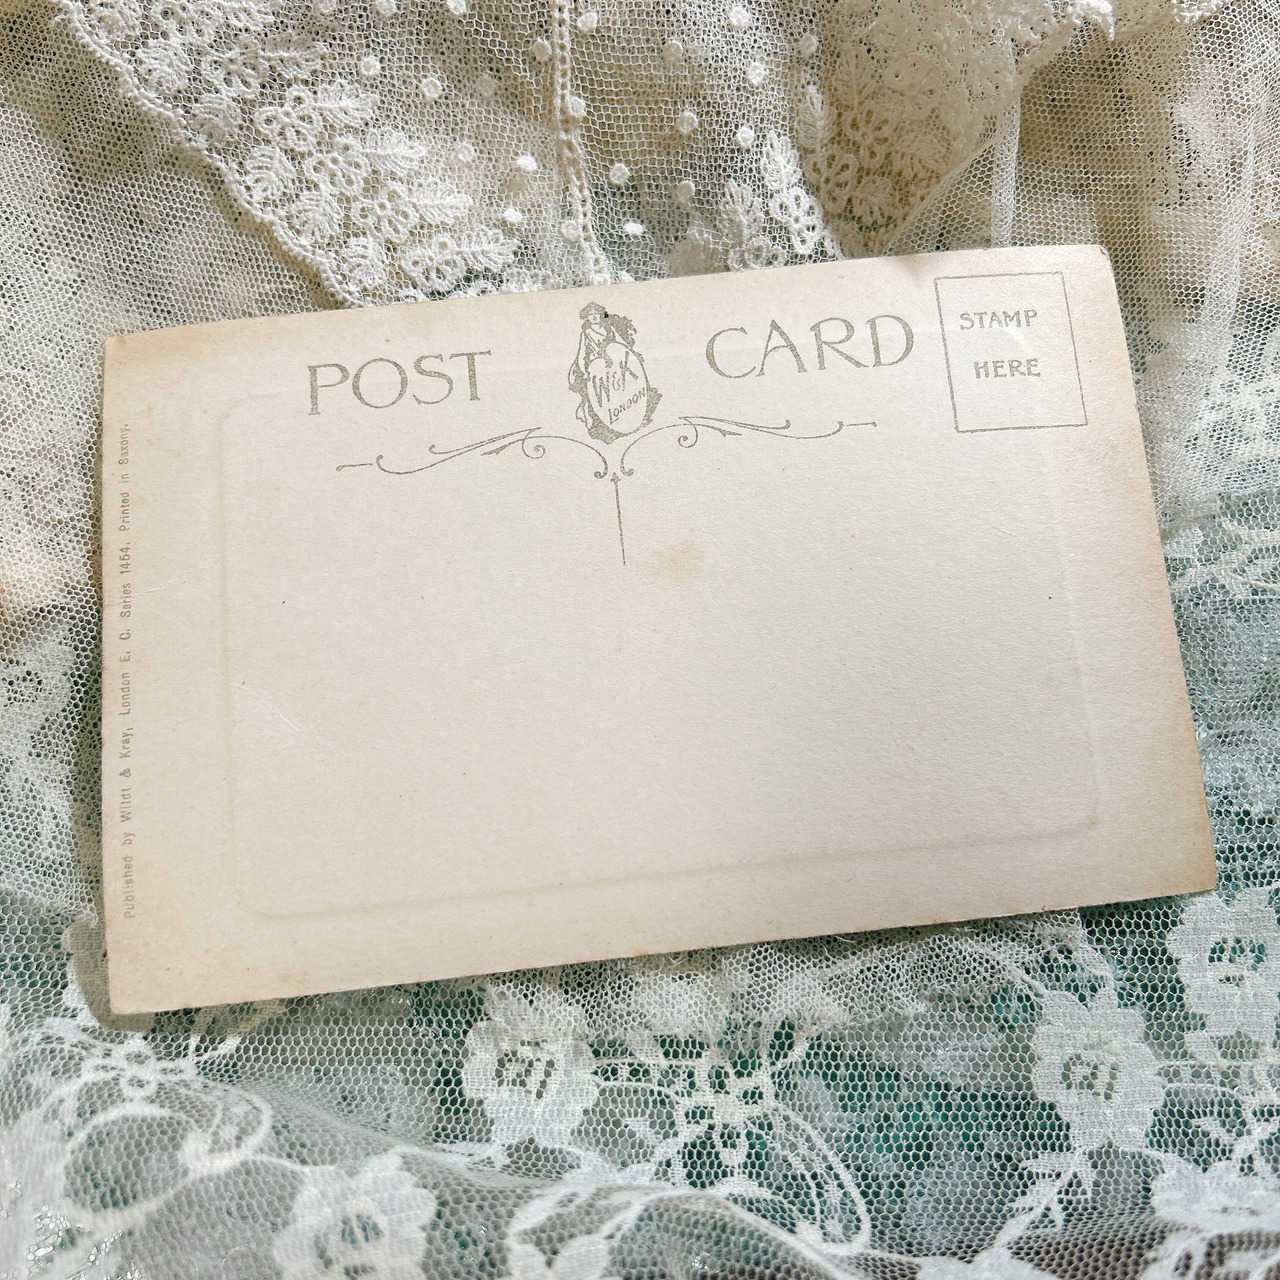 POST CARD
W&K
LONDON
STAMP
HERE
Published by Wildt & Kray, London E. C. Series 1464. Printed in Saxony.